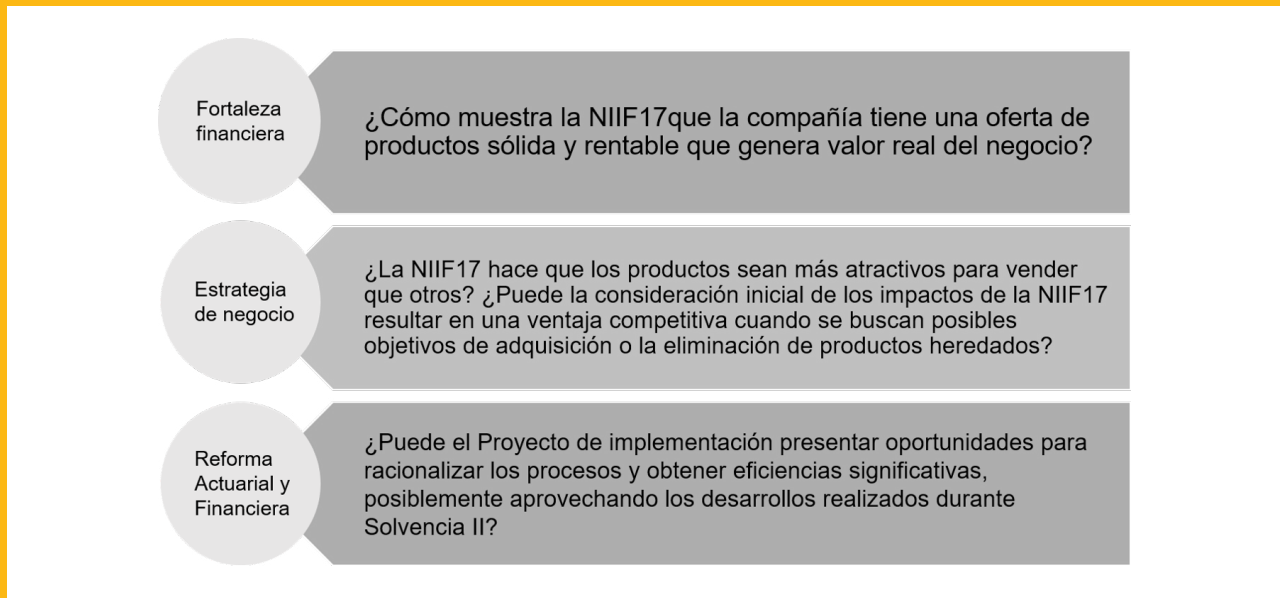 Fortaleza
financiera
¿Cómo muestra la NIIF17que la compañía tiene una oferta de
productos sólida y rentable que genera valor real del negocio?
Estrategia
de negocio
¿La NIIF17 hace que los productos sean más atractivos para vender
que otros? ¿Puede la consideración inicial de los impactos de la NIIF17
resultar en una ventaja competitiva cuando se buscan posibles
objetivos de adquisición o la eliminación de productos heredados?
Reforma
Actuarial y
Financiera
¿Puede el Proyecto de implementación presentar oportunidades para
racionalizar los procesos y obtener eficiencias significativas,
posiblemente aprovechando los desarrollos realizados durante
Solvencia II?